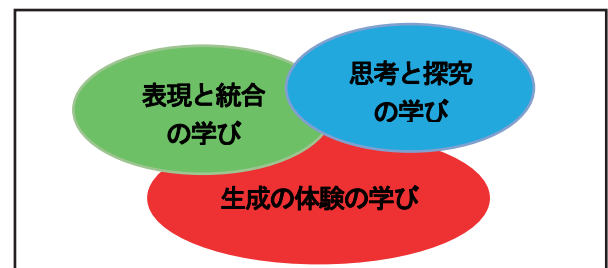 表現と統合
の学び
思考と探究
の学び
生成の体験の学び